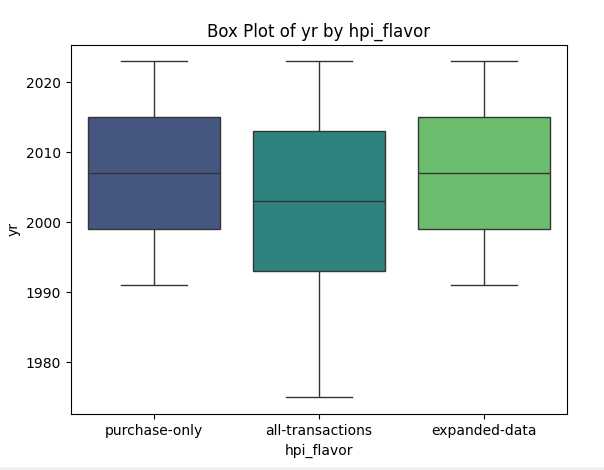 Box Plot of yr by hpi_flavor
2020
2010
2000
1990
1980
yr
purchase-only all-transactions expanded-data
hpi_flavor